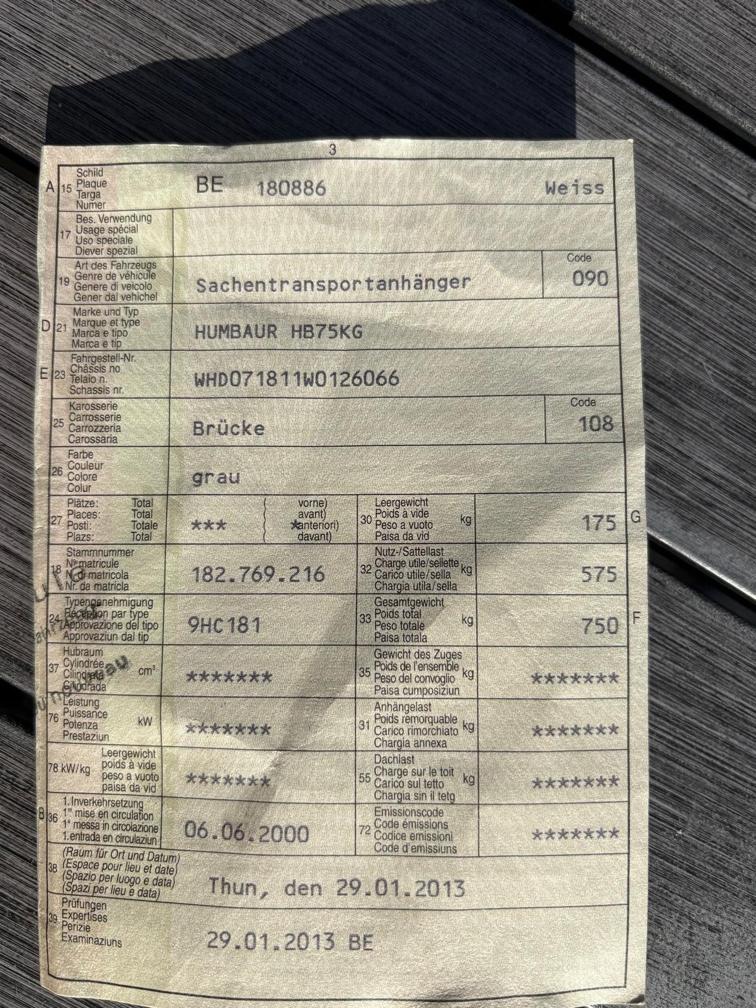 3
A 15 Schild BE 180886 Weiss
Plaque
Targa
Numer
17 Bes. Verwendung
Usage spécial
Uso speciale
Diever spezial
19 Art des Fahrzeugs Sachentransportanhänger Code 090
Genre de véhicule
Genere di veicolo
Gener dal vehichel
D 21 Marke und Typ HUMBAUR HB75KG
Marque et type
Marca e tipo
Marca e tip
E 23 Fahrgestell-Nr. WHD071811W0126066
Châssis no
Telaio n.
Schassis nr.
25 Karosserie Brücke Code 108
Carrosserie
Carrozzeria
Carossaria
26 Farbe grau
Couleur
Colore
Colur
27 Plätze: Total *** ( vorne)
Places: Total avant)
Posti: Totale *anteriori)
Plazs: Total davant)
30 Leergewicht kg 175 G
Poids à vide
Peso a vuoto
Paisa da vid
18 Stammnummer 182.769.216
No matricule
N. di matricola
Nr. da matricla
32 Nutz-/Sattellast kg 575
Charge utile/sellette
Carico utile/sella
Chargia utila/sella
24 Typengenehmigung 9HC181
Réception par type
Approvazione del tipo
Approvaziun dal tip
33 Gesamtgewicht kg 750 F
Poids total
Peso totale
Paisa totala
37 Hubraum cm³ *******
Cylindrée
Cilindrata
Cilindrada
35 Gewicht des Zuges kg *******
Poids de l'ensemble
Peso del convoglio
Paisa cumposiziun
76 Leistung kW *******
Puissance
Potenza
Prestaziun
31 Anhängelast kg *******
Poids remorquable
Carico rimorchiato
Chargia annexa
78 kW/kg Leergewicht *******
poids à vide
peso a vuoto
paisa da vid
55 Dachlast kg *******
Charge sur le toit
Carico sul tetto
Chargia sin il tetg
B 36 1. Inverkehrsetzung 06.06.2000
1re mise en circulation
1a messa in circolazione
1. entrada en circulaziun
72 Emissionscode *******
Code émissions
Codice emissioni
Code d'emissiuns
38 (Raum für Ort und Datum) Thun, den 29.01.2013
(Espace pour lieu et date)
(Spazio per luogo e data)
(Spazi per lieu e data)
39 Prüfungen 29.01.2013 BE
Expertises
Perizie
Examinaziuns